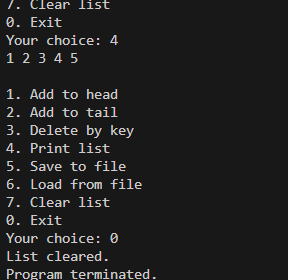 7. Clear list
0. Exit
Your choice: 4
1 2 3 4 5
1. Add to head
2. Add to tail
3. Delete by key
4. Print list
5. Save to file
6. Load from file
7. Clear list
0. Exit
Your choice: 0
List cleared.
Program terminated.